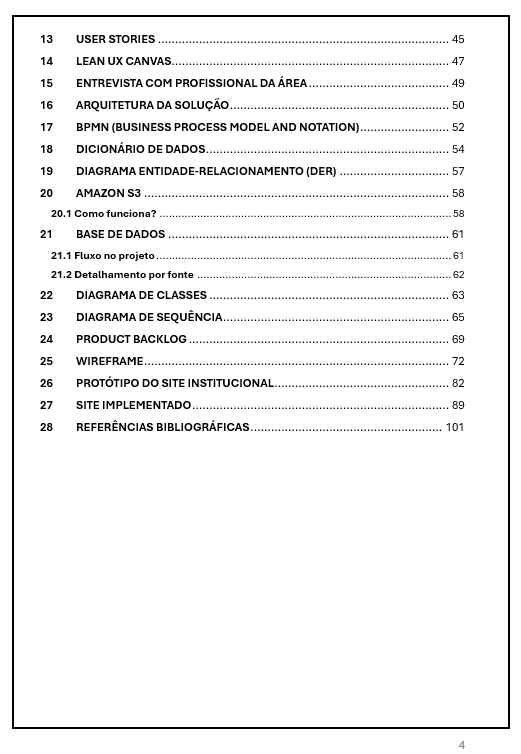 13 USER STORIES ........................................................................................ 45
14 LEAN UX CANVAS................................................................................... 47
15 ENTREVISTA COM PROFISSIONAL DA ÁREA........................................... 49
16 ARQUITETURA DA SOLUÇÃO.................................................................. 50
17 BPMN (BUSINESS PROCESS MODEL AND NOTATION)........................... 52
18 DICIONÁRIO DE DADOS......................................................................... 54
19 DIAGRAMA ENTIDADE-RELACIONAMENTO (DER) ................................. 57
20 AMAZON S3 ............................................................................................ 58
20.1 Como funciona? ................................................................................... 58
21 BASE DE DADOS ..................................................................................... 61
21.1 Fluxo no projeto.................................................................................... 61
21.2 Detalhamento por fonte ....................................................................... 62
22 DIAGRAMA DE CLASSES ........................................................................ 63
23 DIAGRAMA DE SEQUÊNCIA.................................................................... 65
24 PRODUCT BACKLOG .............................................................................. 69
25 WIREFRAME............................................................................................ 72
26 PROTÓTIPO DO SITE INSTITUCIONAL.................................................... 82
27 SITE IMPLEMENTADO............................................................................. 89
28 REFERÊNCIAS BIBLIOGRÁFICAS........................................................... 101
4